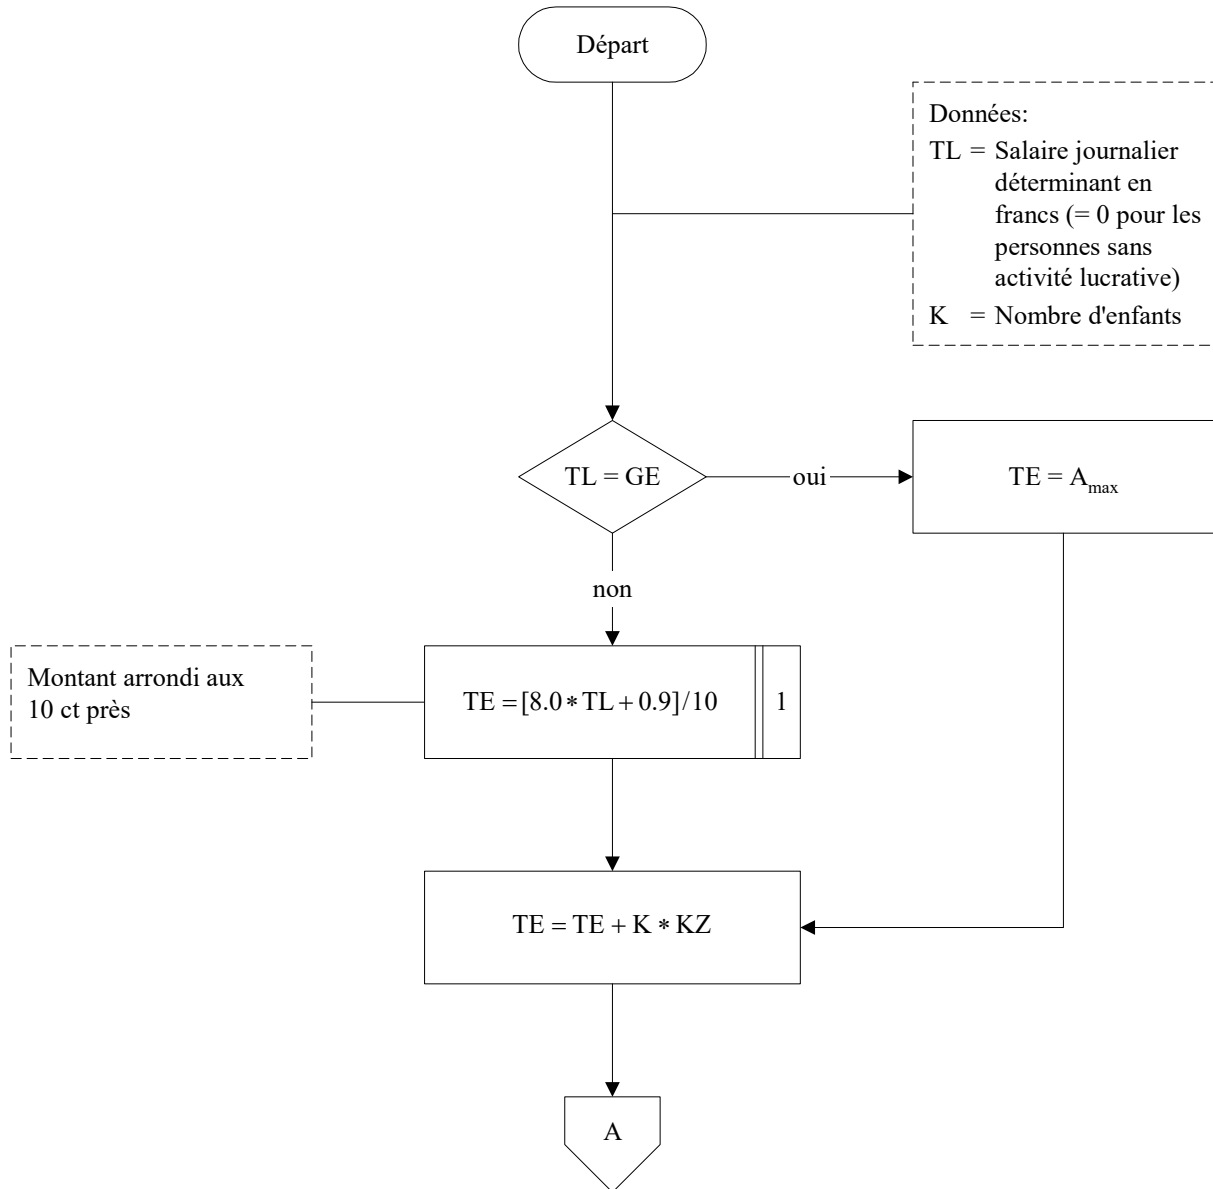 Départ
Données:
TL = Salaire journalier
déterminant en
francs (= 0 pour les
personnes sans
activité lucrative)
K = Nombre d'enfants
TL = GE
oui
TE = Amax
non
Montant arrondi aux
10 ct près
TE = [8.0 * TL + 0.9] / 10
1
TE = TE + K * KZ
A